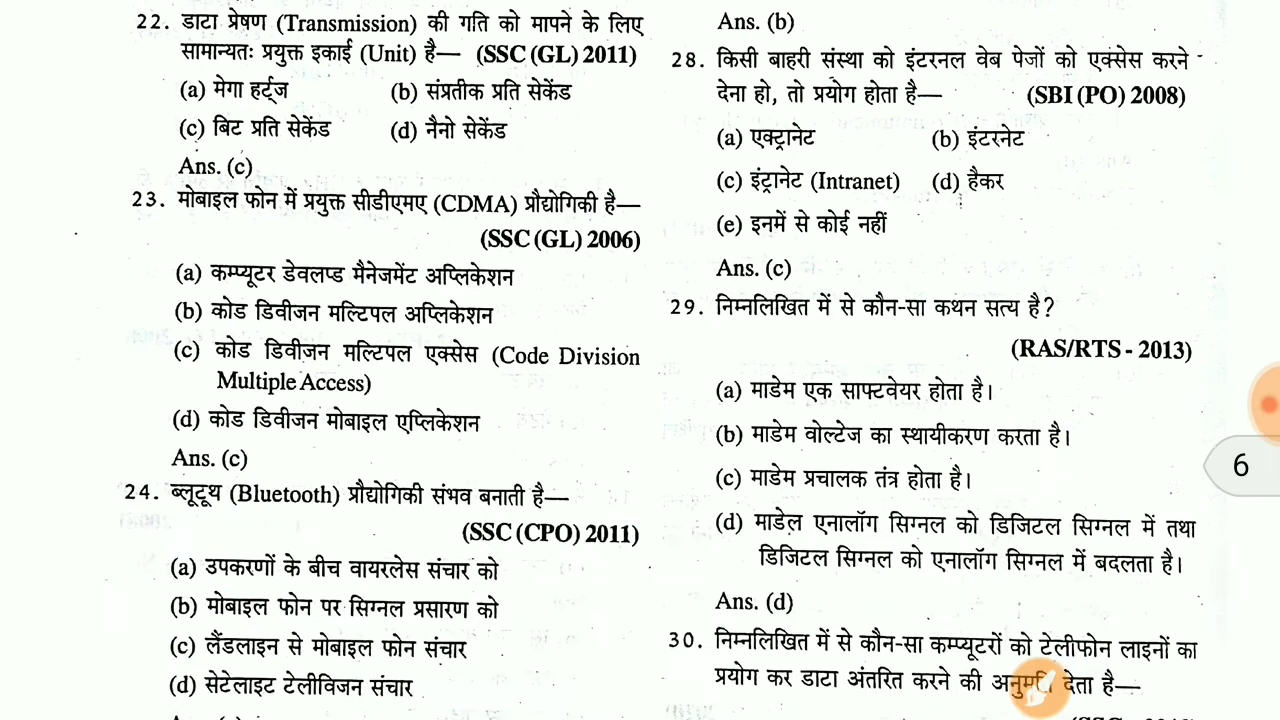 22. डाटा प्रेषण (Transmission) की गति को मापने के लिए
सामान्यतः प्रयुक्त इकाई (Unit) है— (SSC (GL) 2011)
(a) मेगा हर्ट्ज (b) संप्रतीक प्रति सेकेंड
(c) बिट प्रति सेकेंड (d) नैनो सेकेंड
Ans. (c)
23. मोबाइल फोन में प्रयुक्त सीडीएमए (CDMA) प्रौद्योगिकी है—
(SSC (GL) 2006)
(a) कम्प्यूटर डेवलप्ड मैनेजमेंट अप्लिकेशन
(b) कोड डिवीजन मल्टिपल अप्लिकेशन
(c) कोड डिवीजन मल्टिपल एक्सेस (Code Division
Multiple Access)
(d) कोड डिवीजन मोबाइल एप्लिकेशन
Ans. (c)
24. ब्लूटूथ (Bluetooth) प्रौद्योगिकी संभव बनाती है—
(SSC (CPO) 2011)
(a) उपकरणों के बीच वायरलेस संचार को
(b) मोबाइल फोन पर सिग्नल प्रसारण को
(c) लैंडलाइन से मोबाइल फोन संचार
(d) सेटेलाइट टेलीविजन संचार
Ans. (b)
28. किसी बाहरी संस्था को इंटरनल वेब पेजों को एक्सेस करने
देना हो, तो प्रयोग होता है— (SBI (PO) 2008)
(a) एक्ट्रानेट (b) इंटरनेट
(c) इंट्रानेट (Intranet) (d) हैकर
(e) इनमें से कोई नहीं
Ans. (c)
29. निम्नलिखित में से कौन-सा कथन सत्य है?
(RAS/RTS - 2013)
(a) माडेम एक साफ्टवेयर होता है।
(b) माडेम वोल्टेज का स्थायीकरण करता है।
(c) माडेम प्रचालक तंत्र होता है।
(d) माडेल एनालॉग सिग्नल को डिजिटल सिग्नल में तथा
डिजिटल सिग्नल को एनालॉग सिग्नल में बदलता है।
Ans. (d)
30. निम्नलिखित में से कौन-सा कम्प्यूटरों को टेलीफोन लाइनों का
प्रयोग कर डाटा अंतरित करने की अनुमति देता है—
6